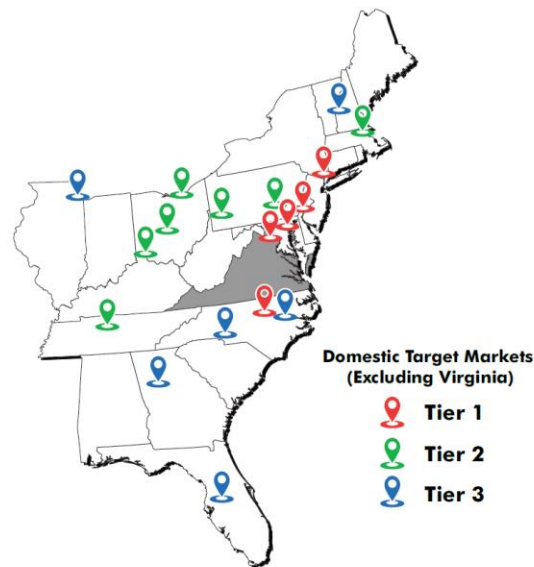 Domestic Target Markets
(Excluding Virginia)
Tier 1
Tier 2
Tier 3